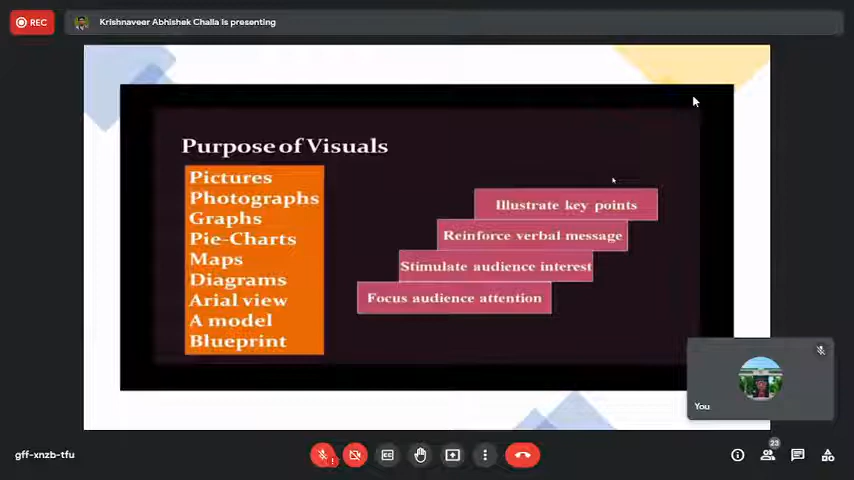 REC
Krishnaveer Abhishek Challa is presenting
Purpose of Visuals
Pictures
Photographs
Graphs
Pie-Charts
Maps
Diagrams
Arial view
A model
Blueprint
Illustrate key points
Reinforce verbal message
Stimulate audience interest
Focus audience attention
You
gff-xnzb-tfu
23